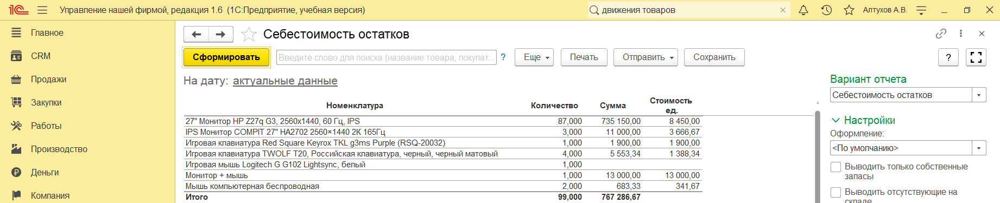 1С Управление нашей фирмой, редакция 1.6 (1С:Предприятие, учебная версия) движения товаров Алтухов А.В.
Главное
CRM
Продажи
Закупки
Работы
Производство
Деньги
Компания
Себестоимость остатков
Сформировать Введите слово для поиска (название товара, покупат... ? Еще Печать Отправить Сохранить ?
На дату: актуальные данные
Номенклатура Количество Сумма Стоимость ед.
27" Монитор HP Z27q G3, 2560x1440, 60 Гц, IPS 87,000 735 150,00 8 450,00
IPS Монитор COMPIT 27" HA2702 2560×1440 2К 165Гц 3,000 11 000,00 3 666,67
Игровая клавиатура Red Square Keyrox TKL g3ms Purple (RSQ-20032) 1,000 1 900,00 1 900,00
Игровая клавиатура TWOLF T20, Российская клавиатура, черный, черный матовый 4,000 5 553,34 1 388,34
Игровая мышь Logitech G G102 Lightsync, белый 1,000
Монитор + мышь 1,000 13 000,00 13 000,00
Мышь компьютерная беспроводная 2,000 683,33 341,67
Итого 99,000 767 286,67
Вариант отчета
Себестоимость остатков
Настройки
Оформление:
<По умолчанию>
Выводить только собственные
запасы
Выводить отсутствующие на
складе